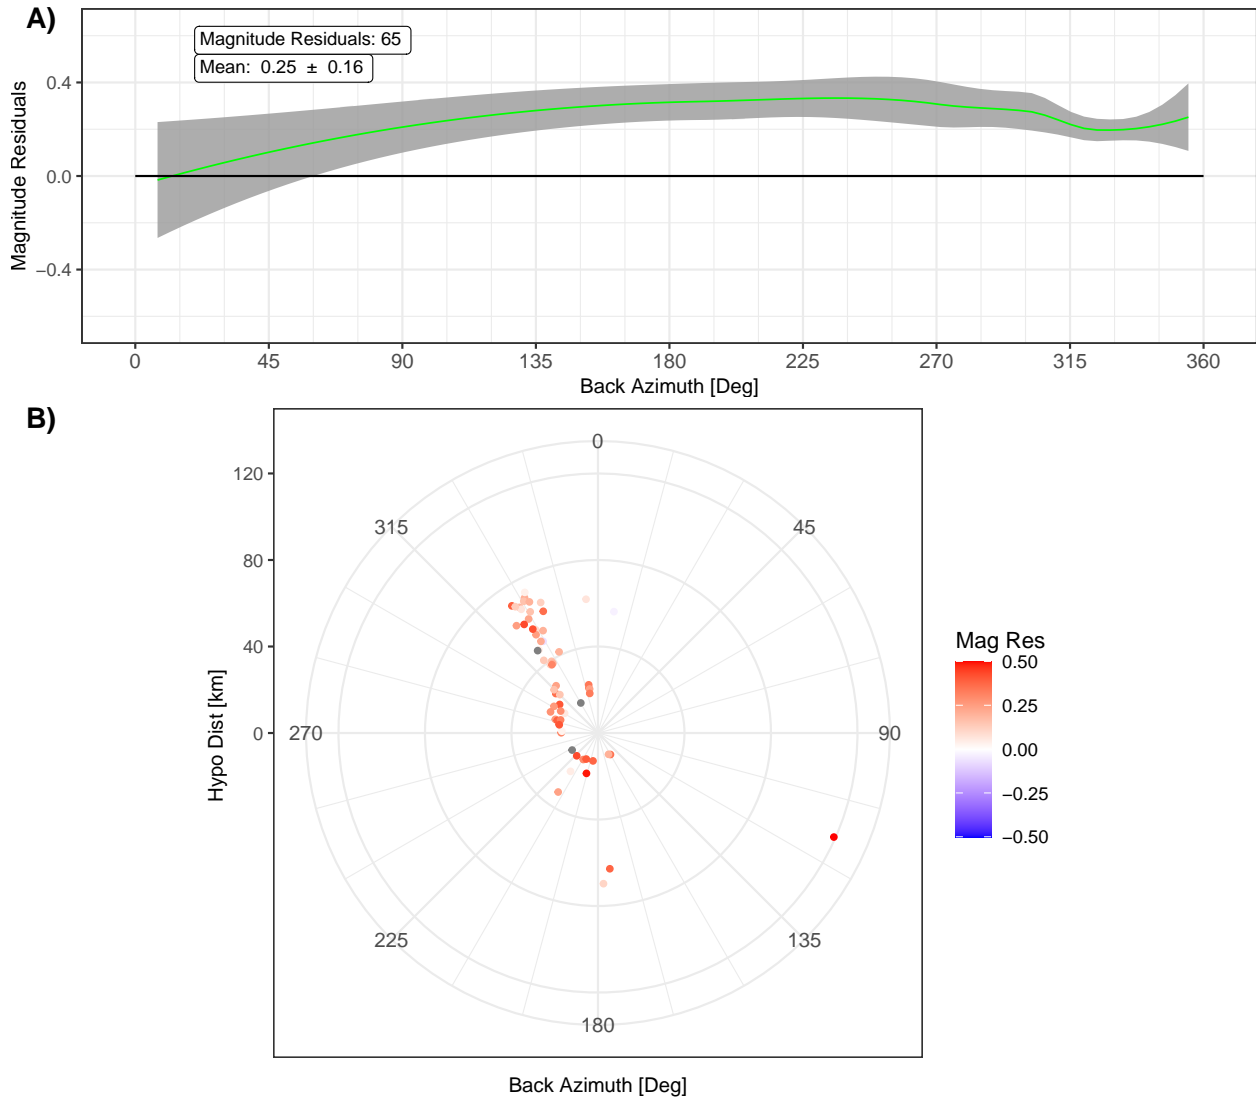 A)
Magnitude Residuals: 65
Mean: 0.25 ± 0.16
Magnitude Residuals
0.4
0.0
−0.4
0 45 90 135 180 225 270 315 360
Back Azimuth [Deg]
B)
Hypo Dist [km]
120
80
40
0
0
45
90
135
180
225
270
315
Back Azimuth [Deg]
Mag Res
0.50
0.25
0.00
−0.25
−0.50